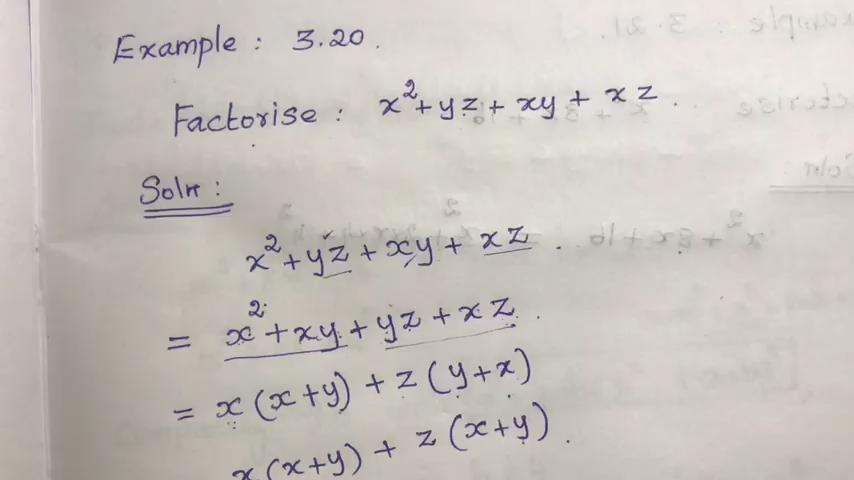 Example : 3.20.
Factorise : x² + yz + xy + xz.
Soln :
x² + yz + xy + xz.
= x² + xy + yz + xz.
= x (x+y) + z (y+x)
x (x+y) + z (x+y).